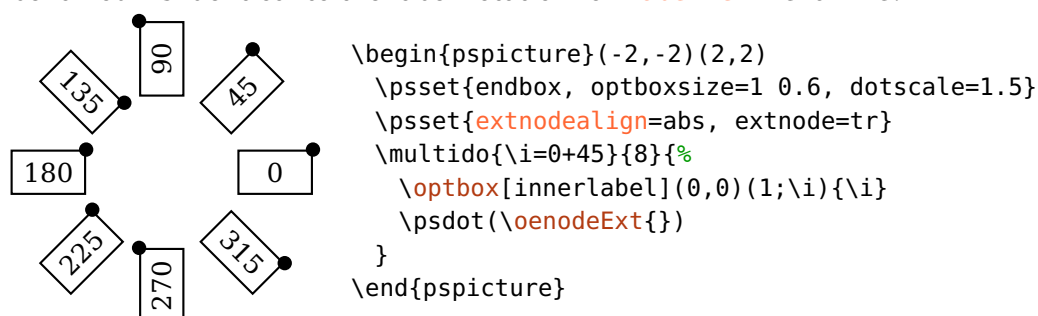 90
135
45
180
0
225
315
270
\begin{pspicture}(-2,-2)(2,2)
\psset{endbox, optboxsize=1 0.6, dotscale=1.5}
\psset{extnodealign=abs, extnode=tr}
\multido{\i=0+45}{8}{%
\optbox[innerlabel](0,0)(1;\i){\i}
\psdot(\oenodeExt{})
}
\end{pspicture}